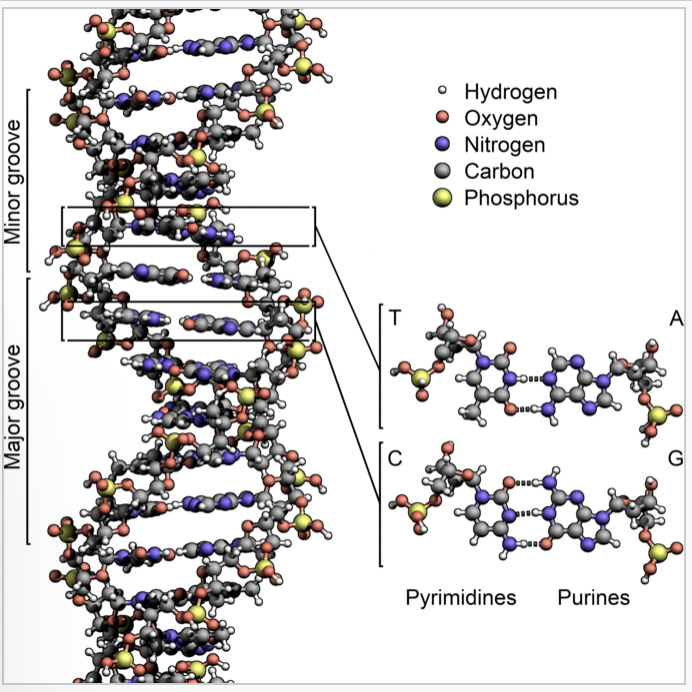 Minor groove
Major groove
Hydrogen
Oxygen
Nitrogen
Carbon
Phosphorus
T A
C G
Pyrimidines Purines